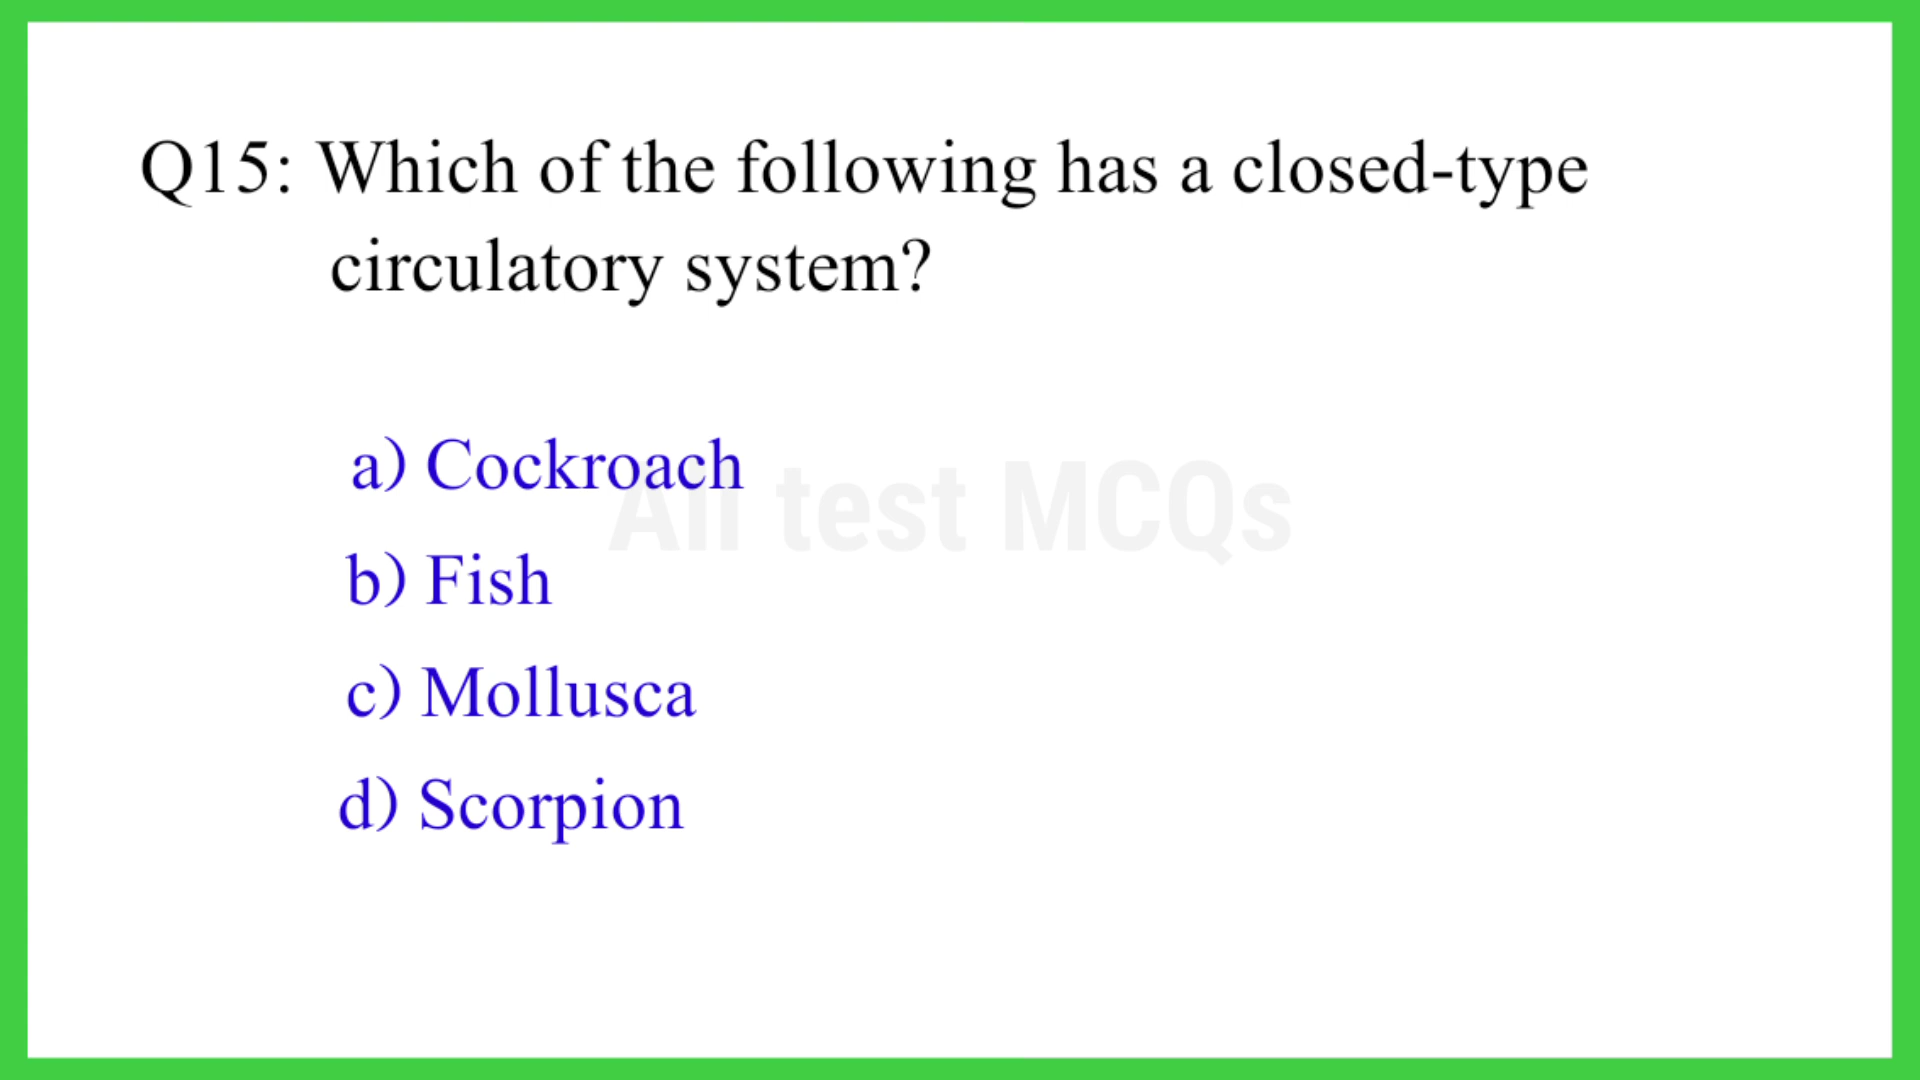 Q15: Which of the following has a closed-type
circulatory system?
a) Cockroach
All test MCQs
b) Fish
c) Mollusca
d) Scorpion